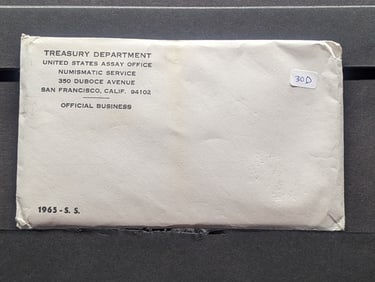 TREASURY DEPARTMENT
UNITED STATES ASSAY OFFICE
NUMISMATIC SERVICE
350 DUBOCE AVENUE
SAN FRANCISCO, CALIF. 94102
OFFICIAL BUSINESS
30D
1965 - S. S.